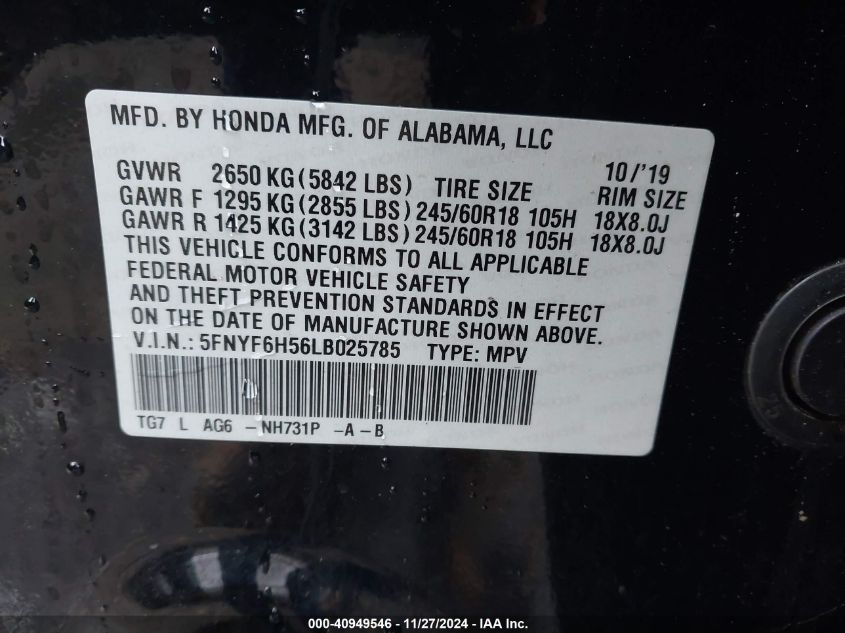 MFD. BY HONDA MFG. OF ALABAMA, LLC
GVWR 2650 KG (5842 LBS) TIRE SIZE 10/'19 RIM SIZE
GAWR F 1295 KG (2855 LBS) 245/60R18 105H 18X8.0J
GAWR R 1425 KG (3142 LBS) 245/60R18 105H 18X8.0J
THIS VEHICLE CONFORMS TO ALL APPLICABLE
FEDERAL MOTOR VEHICLE SAFETY
AND THEFT PREVENTION STANDARDS IN EFFECT
ON THE DATE OF MANUFACTURE SHOWN ABOVE.
V.I.N.: 5FNYF6H56LB025785 TYPE: MPV
TG7 L AG6 -NH731P -A-B
000-40949546 - 11/27/2024 - IAA Inc.